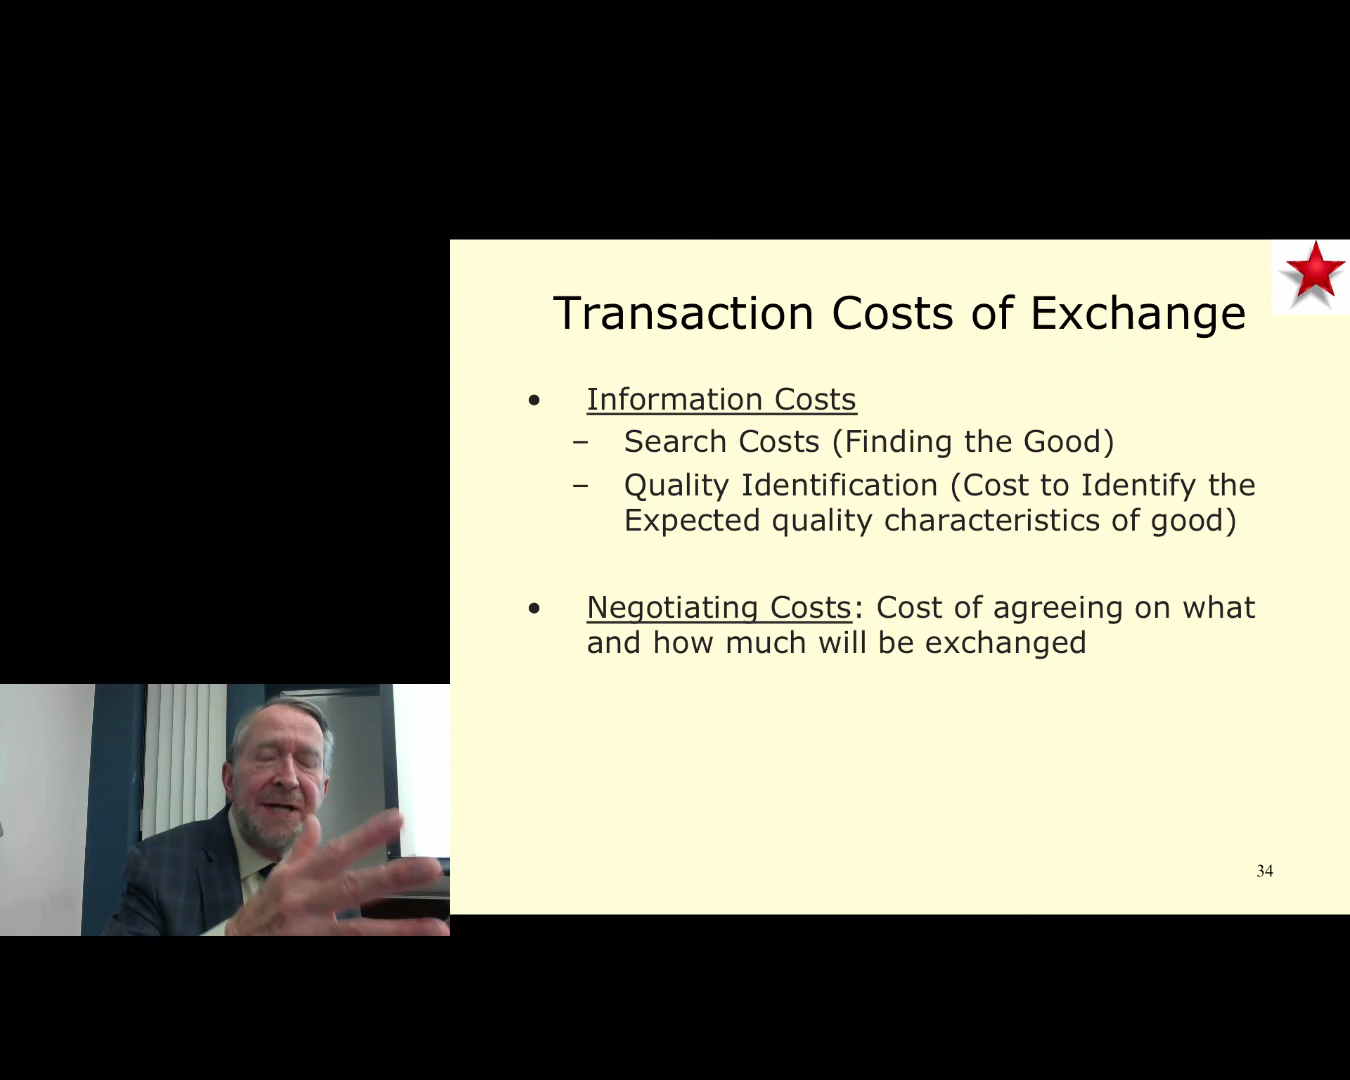 Transaction Costs of Exchange
• Information Costs
– Search Costs (Finding the Good)
– Quality Identification (Cost to Identify the
Expected quality characteristics of good)
• Negotiating Costs: Cost of agreeing on what
and how much will be exchanged
34